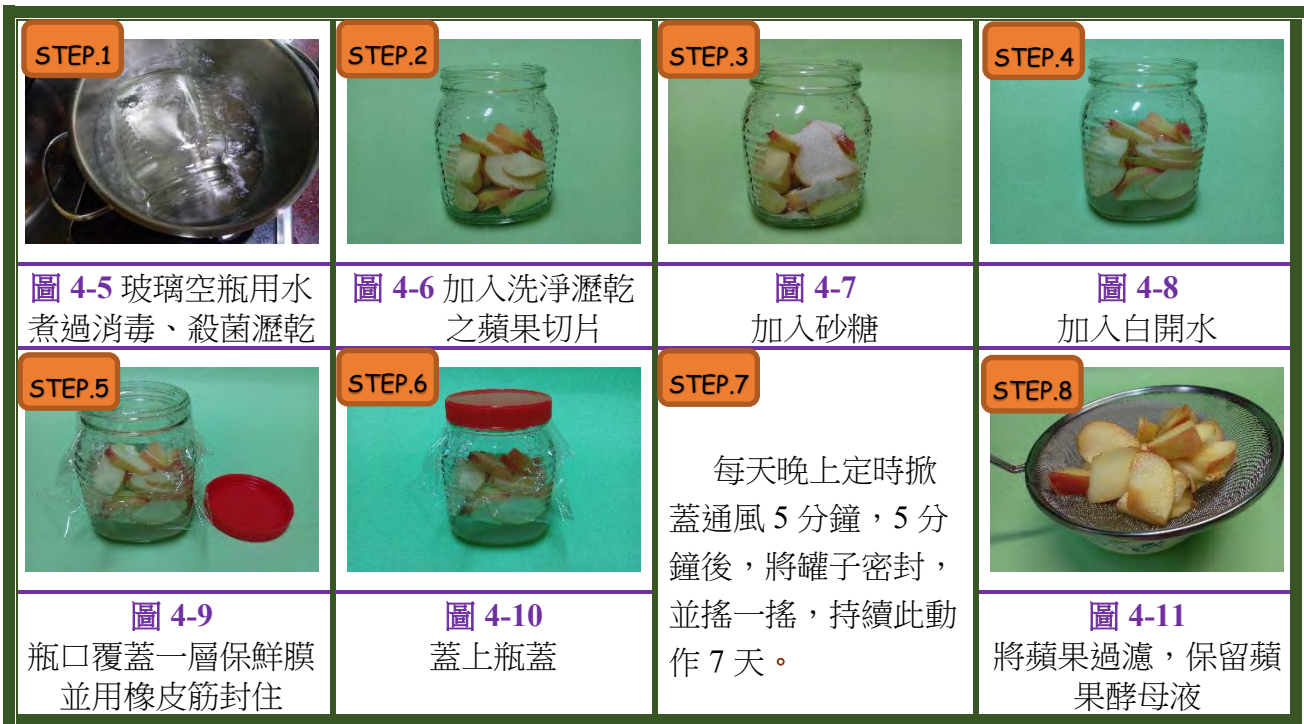 STEP.1
圖 4-5 玻璃空瓶用水
煮過消毒、殺菌瀝乾
STEP.2
圖 4-6 加入洗淨瀝乾
之蘋果切片
STEP.3
圖 4-7
加入砂糖
STEP.4
圖 4-8
加入白開水
STEP.5
圖 4-9
瓶口覆蓋一層保鮮膜
並用橡皮筋封住
STEP.6
圖 4-10
蓋上瓶蓋
STEP.7
每天晚上定時掀
蓋通風 5 分鐘，5 分
鐘後，將罐子密封，
並搖一搖，持續此動
作 7 天。
STEP.8
圖 4-11
將蘋果過濾，保留蘋
果酵母液